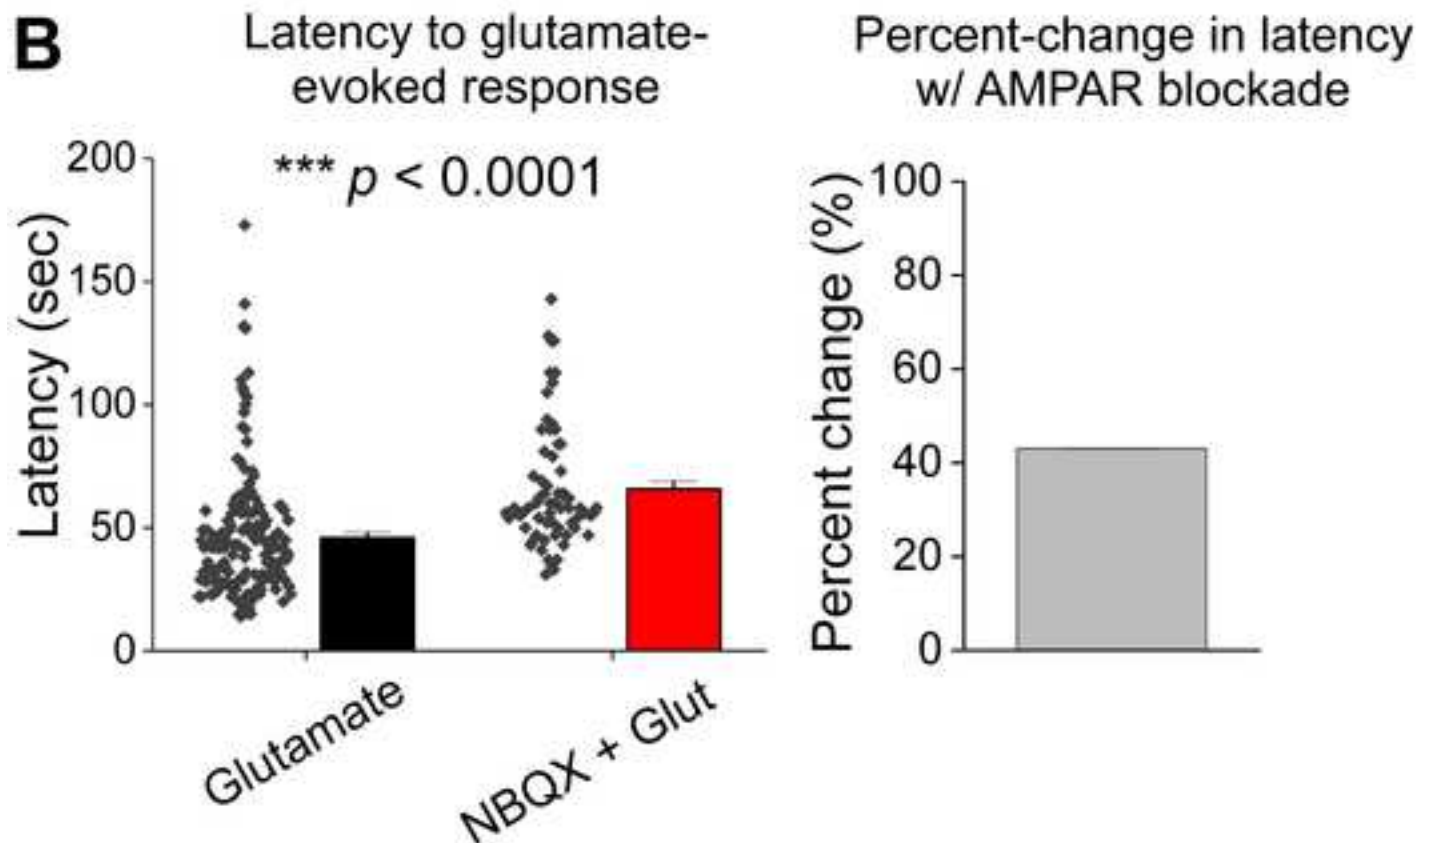 B
Latency to glutamate-
evoked response
*** p < 0.0001
Latency (sec)
200
150
100
50
0
Glutamate
NBQX + Glut
Percent-change in latency
w/ AMPAR blockade
Percent change (%)
100
80
60
40
20
0